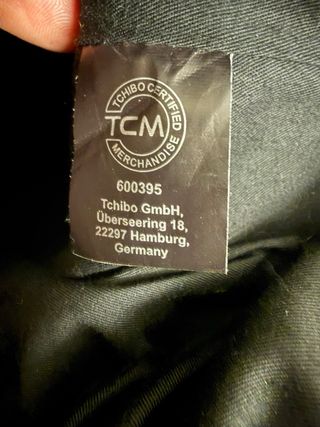 TCHIBO CERTIFIED
TCM
MERCHANDISE
600395
Tchibo GmbH,
Überseering 18,
22297 Hamburg,
Germany